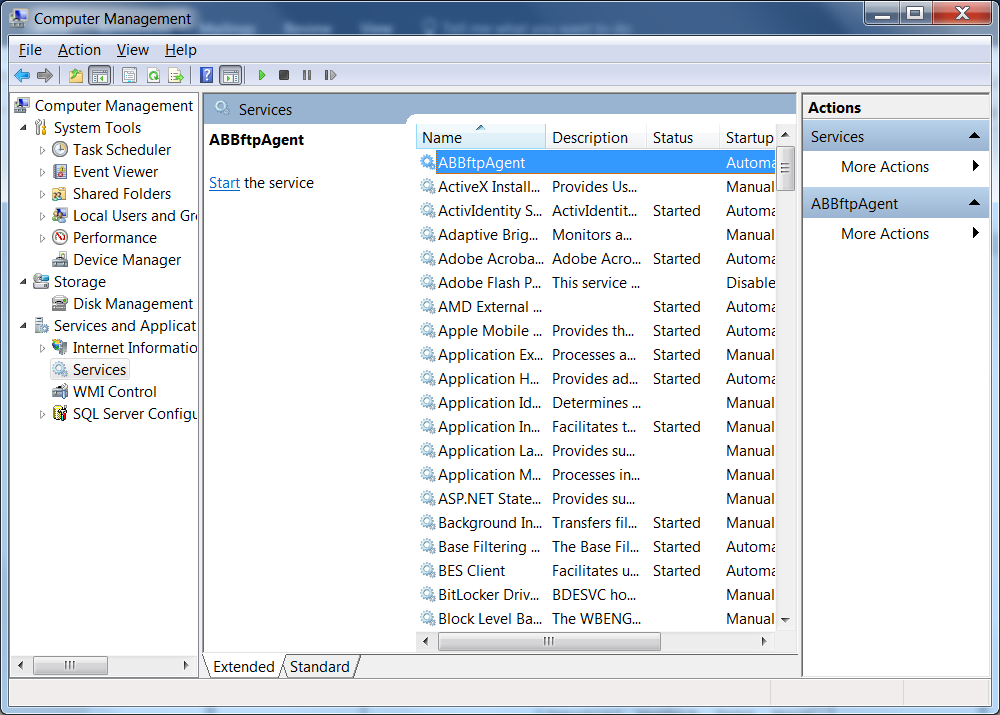 Computer Management
File Action View Help
Computer Management
System Tools
Task Scheduler
Event Viewer
Shared Folders
Local Users and Gr
Performance
Device Manager
Storage
Disk Management
Services and Applicat
Internet Informatio
Services
WMI Control
SQL Server Configu
Services
ABBftpAgent
Start the service
Name Description Status Startup
ABBftpAgent Automa
ActiveX Install... Provides Us... Manual
ActivIdentity S... ActivIdentit... Started Automa
Adaptive Brig... Monitors a... Manual
Adobe Acroba... Adobe Acro... Started Automa
Adobe Flash P... This service ... Disable
AMD External ... Started Automa
Apple Mobile ... Provides th... Started Automa
Application Ex... Processes a... Started Manual
Application H... Provides ad... Started Automa
Application Id... Determines ... Manual
Application In... Facilitates t... Started Manual
Application La... Provides su... Manual
Application M... Processes in... Manual
ASP.NET State... Provides su... Manual
Background In... Transfers fil... Started Manual
Base Filtering ... The Base Fil... Started Automa
BES Client Facilitates u... Started Automa
BitLocker Driv... BDESVC ho... Manual
Block Level Ba... The WBENG... Manual
Extended Standard
Actions
Services
More Actions
ABBftpAgent
More Actions